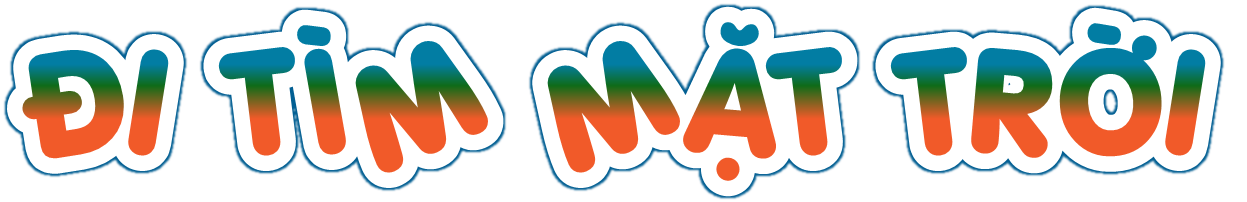 ĐI TÌM MẶT TRỜI